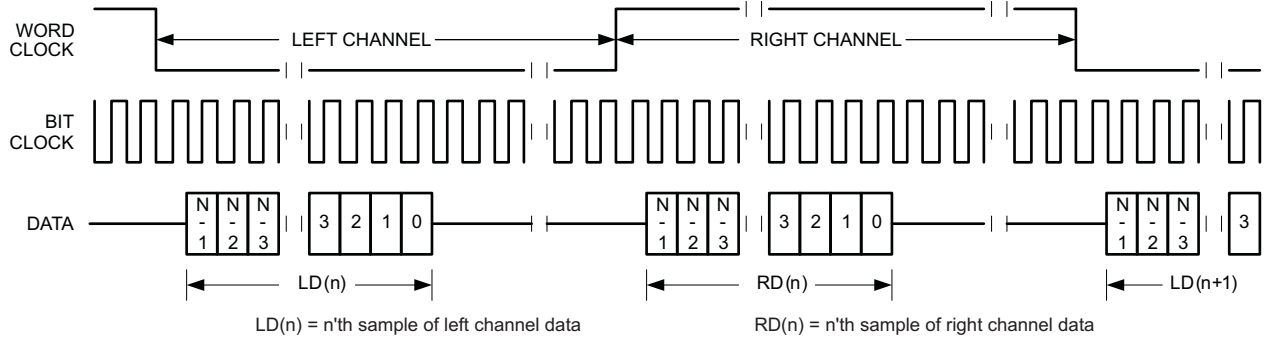 WORD
CLOCK
LEFT CHANNEL
RIGHT CHANNEL
BIT
CLOCK
DATA
N
-
1
N
-
2
N
-
3
3
2
1
0
N
-
1
N
-
2
N
-
3
3
2
1
0
N
-
1
N
-
2
N
-
3
3
LD(n)
RD(n)
LD(n+1)
LD(n) = n'th sample of left channel data
RD(n) = n'th sample of right channel data